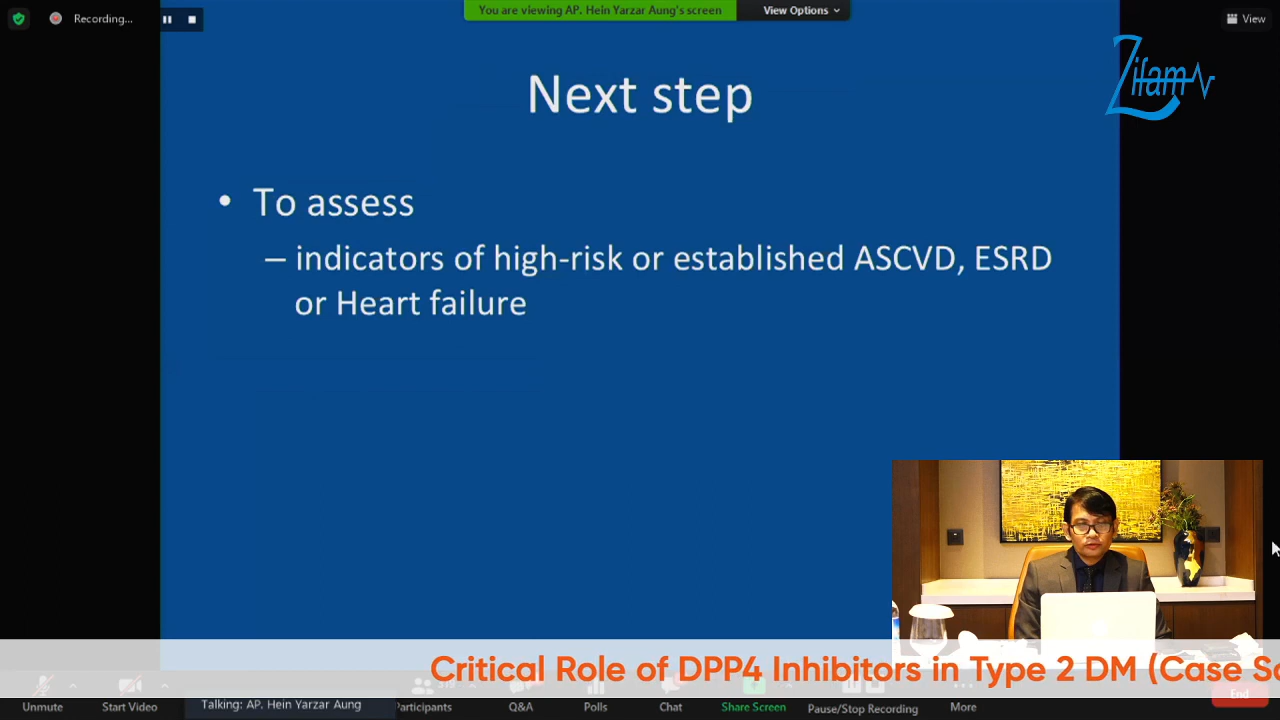 Recording...
You are viewing AP. Hein Yarzar Aung's screen
View Options
View
Zifam
Next step
• To assess
– indicators of high-risk or established ASCVD, ESRD
or Heart failure
Critical Role of DPP4 Inhibitors in Type 2 DM (Case Sc
Unmute
Start Video
Talking: AP. Hein Yarzar Aung
Participants
Q&A
Polls
Chat
Share Screen
Pause/Stop Recording
More
End